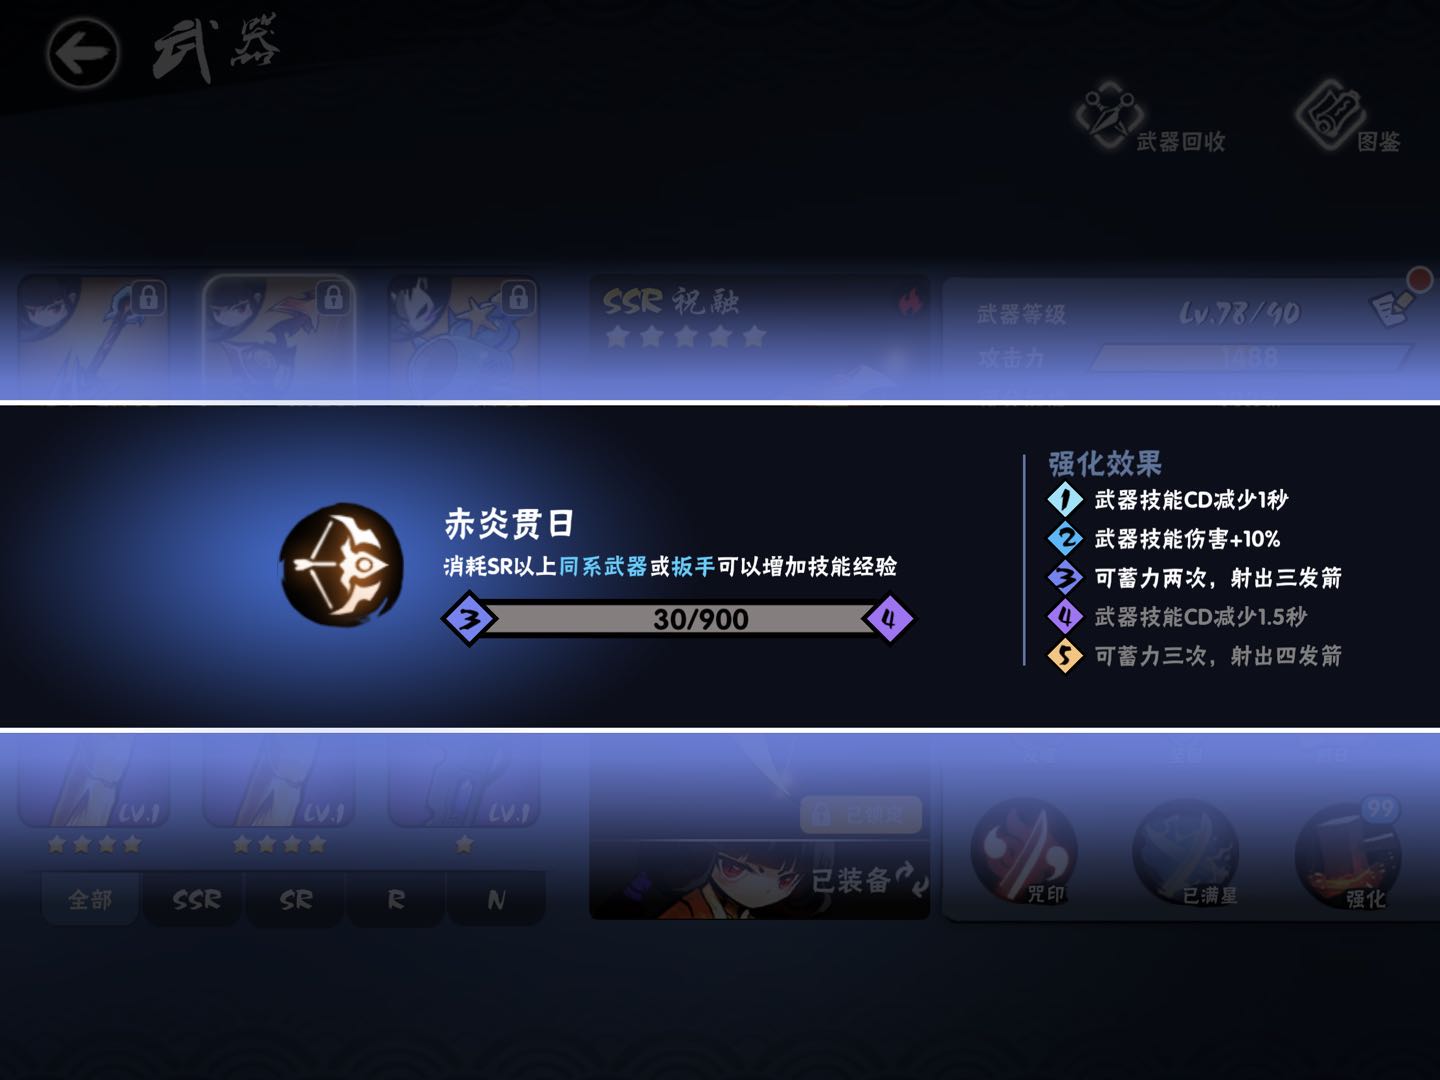 武器
武器回收
图鉴
SSR 祝融
武器等级
Lv.78/90
攻击力
1488
赤炎贯日
消耗SR以上同系武器或扳手可以增加技能经验
3
30/900
4
强化效果
1 武器技能CD减少1秒
2 武器技能伤害+10%
3 可蓄力两次，射出三发箭
4 武器技能CD减少1.5秒
5 可蓄力三次，射出四发箭
LV.1
LV.1
LV.1
已锁定
99
已装备
咒印
已满星
强化
全部
SSR
SR
R
N